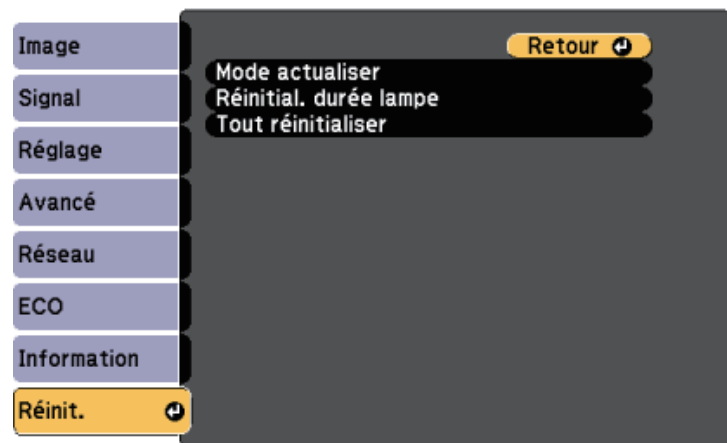 Image
Signal
Réglage
Avancé
Réseau
ECO
Information
Réinit.
Retour
Mode actualiser
Réinitial. durée lampe
Tout réinitialiser